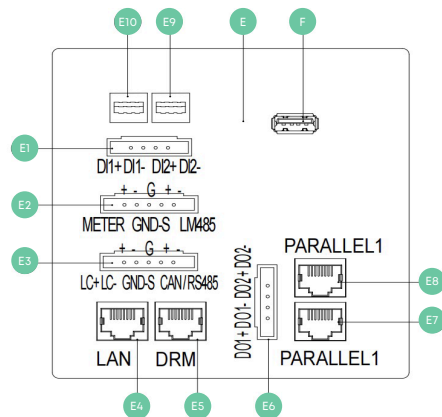 E10 E9 E F
E1
DI1+ DI1- DI2+ DI2-
+ - G + -
E2
METER GND-S LM485
+ - G + -
E3
LC+ LC- GND-S CAN/RS485
DO1+ DO1- DO2+ DO2-
PARALLEL1
E8
E7
PARALLEL1
LAN DRM
E4 E5 E6